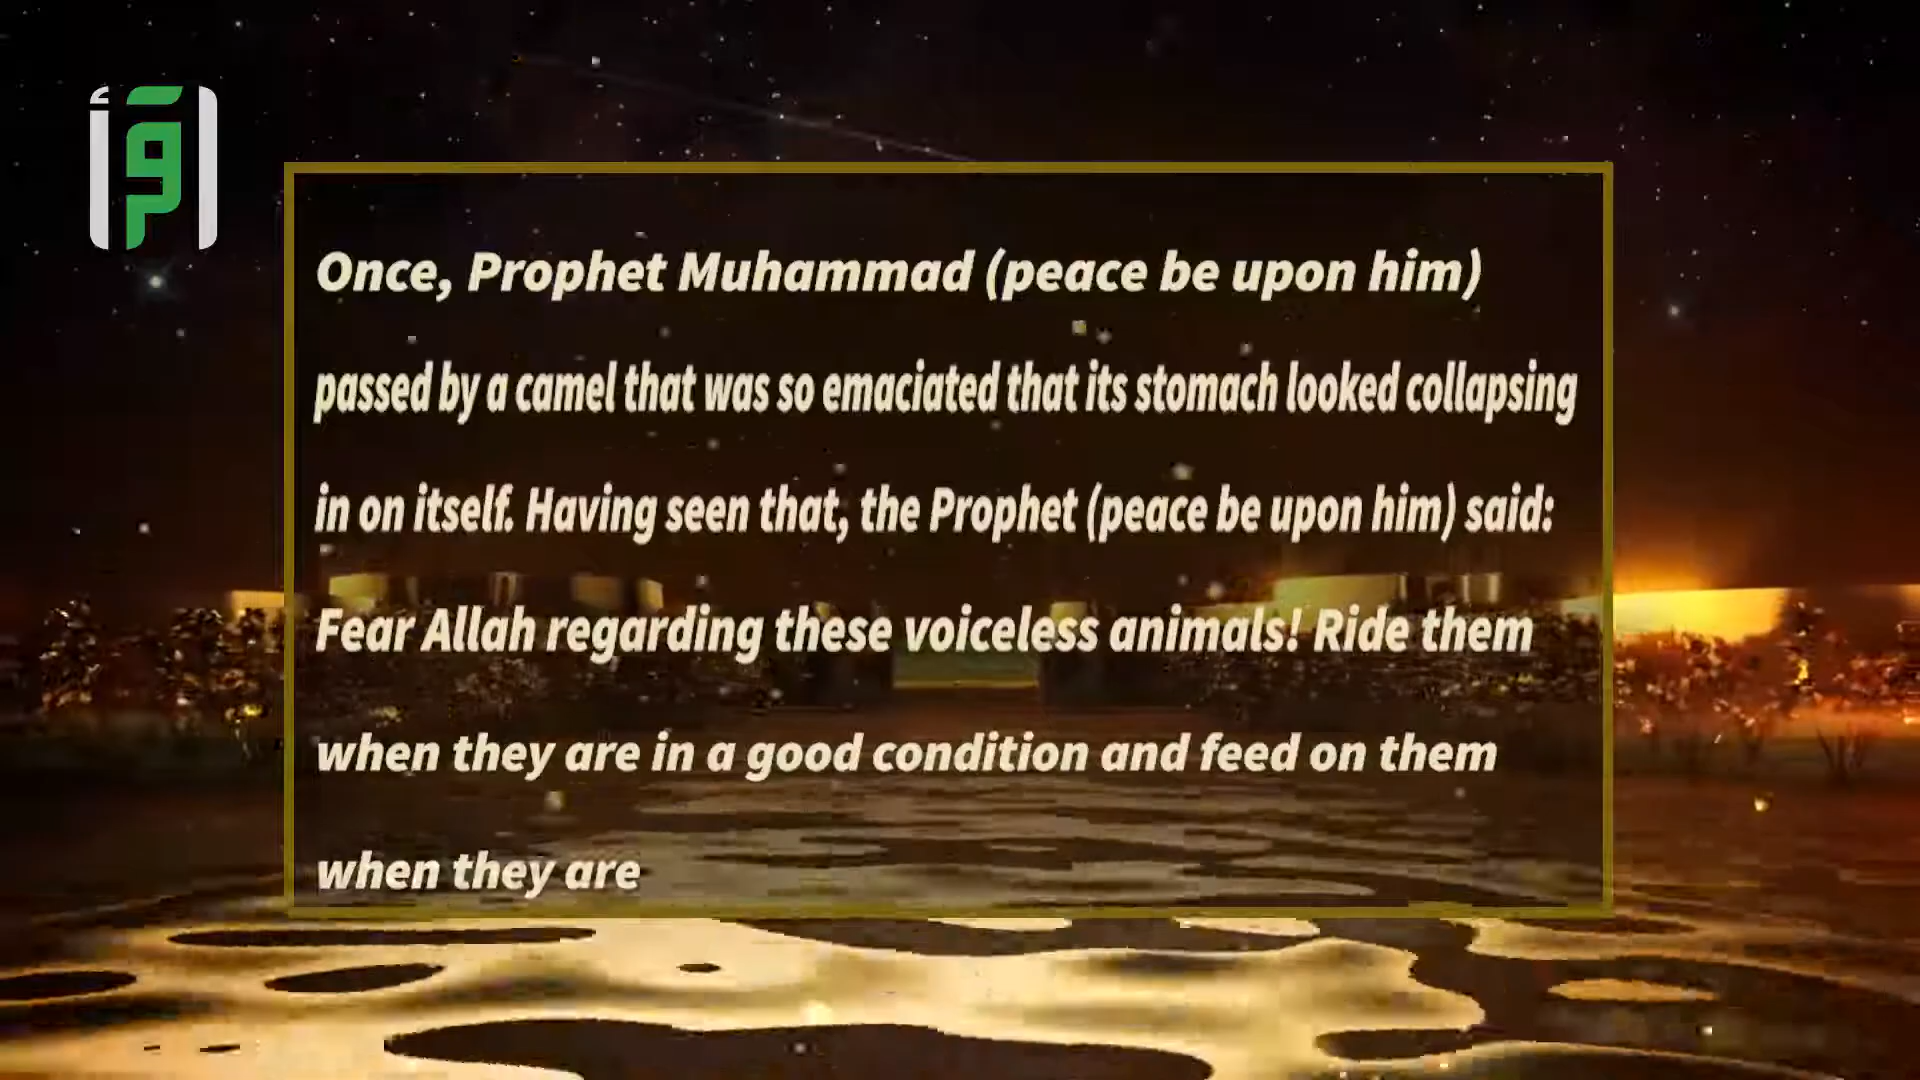 اقرأ
Once, Prophet Muhammad (peace be upon him)
passed by a camel that was so emaciated that its stomach looked collapsing
in on itself. Having seen that, the Prophet (peace be upon him) said:
Fear Allah regarding these voiceless animals! Ride them
when they are in a good condition and feed on them
when they are